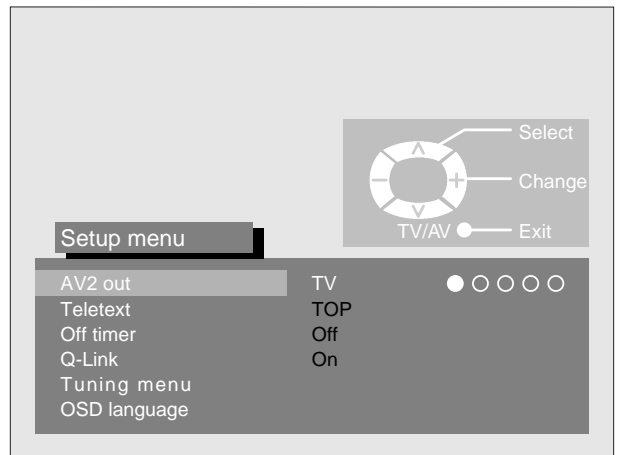 Select
Change
TV/AV Exit
Setup menu
AV2 out TV
Teletext TOP
Off timer Off
Q-Link On
Tuning menu
OSD language